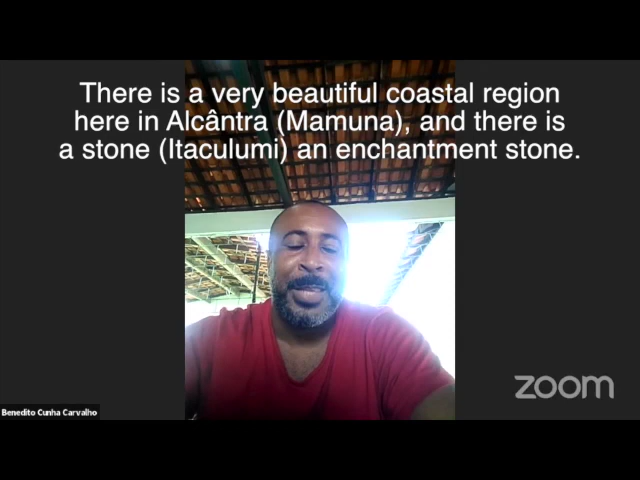 There is a very beautiful coastal region
here in Alcântra (Mamuna), and there is
a stone (Itaculumi) an enchantment stone.
zoom
Benedito Cunha Carvalho